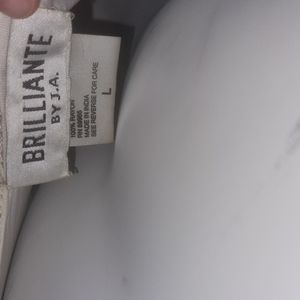 BRILLIANTE
BY J.A.
100% RAYON
MADE IN INDIA
SEE REVERSE FOR CARE
L